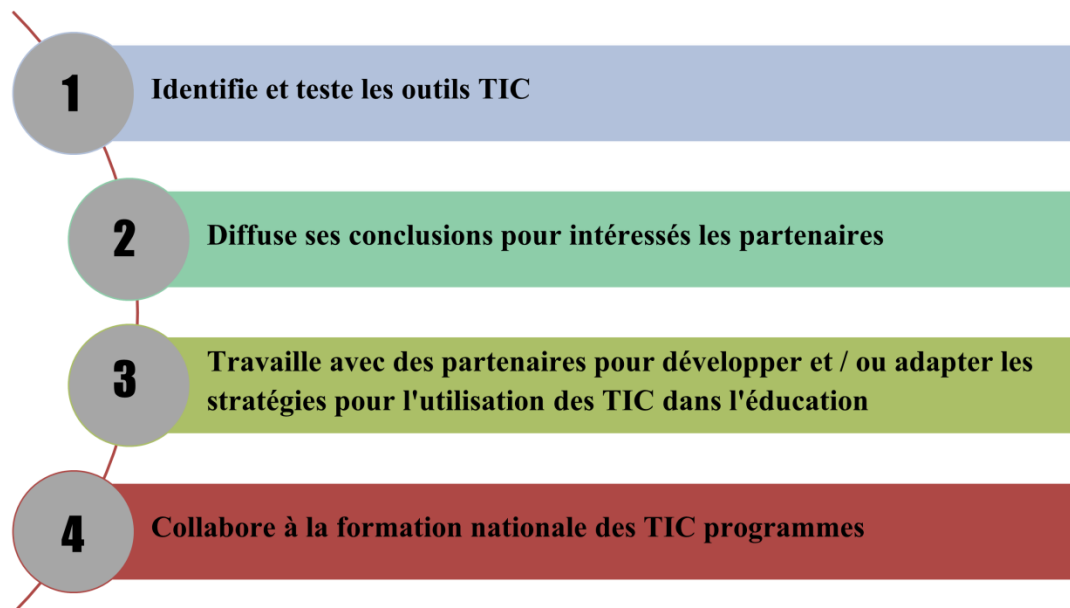 1
Identifie et teste les outils TIC
2
Diffuse ses conclusions pour intéressés les partenaires
3
Travaille avec des partenaires pour développer et / ou adapter les
stratégies pour l'utilisation des TIC dans l'éducation
4
Collabore à la formation nationale des TIC programmes